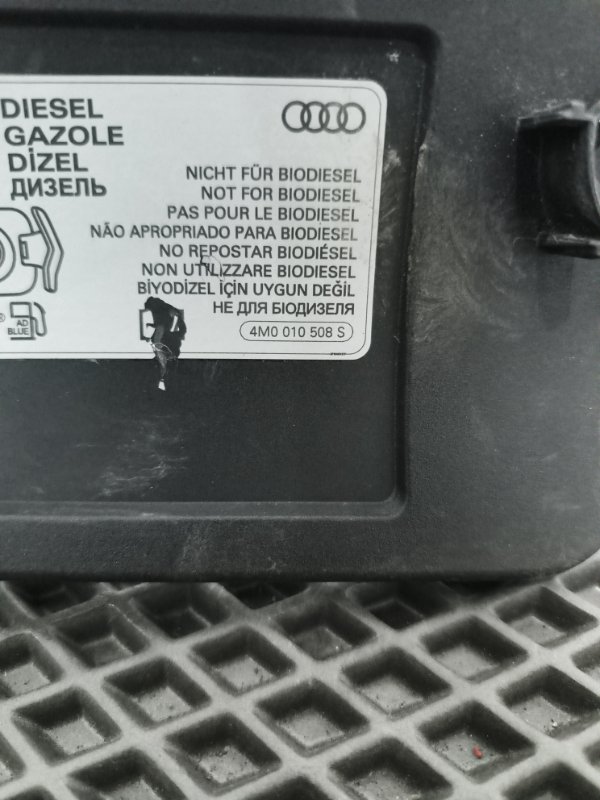 DIESEL
GAZOLE
DİZEL
ДИЗЕЛЬ
NICHT FÜR BIODIESEL
NOT FOR BIODIESEL
PAS POUR LE BIODIESEL
NÃO APROPRIADO PARA BIODIESEL
NO REPOSTAR BIODIÉSEL
NON UTILIZZARE BIODIESEL
BİYODİZEL İÇİN UYGUN DEĞİL
НЕ ДЛЯ БІОДИЗЕЛЯ
4M0 010 508 S
®
AD
BLUE